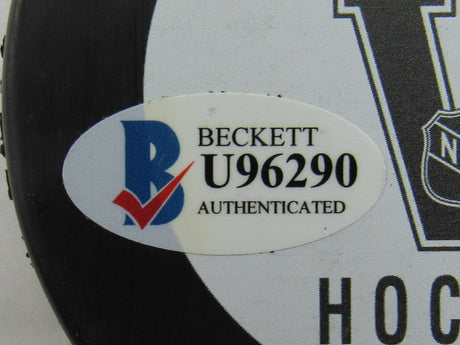 B
BECKETT
U96290
AUTHENTICATED
N
HOC